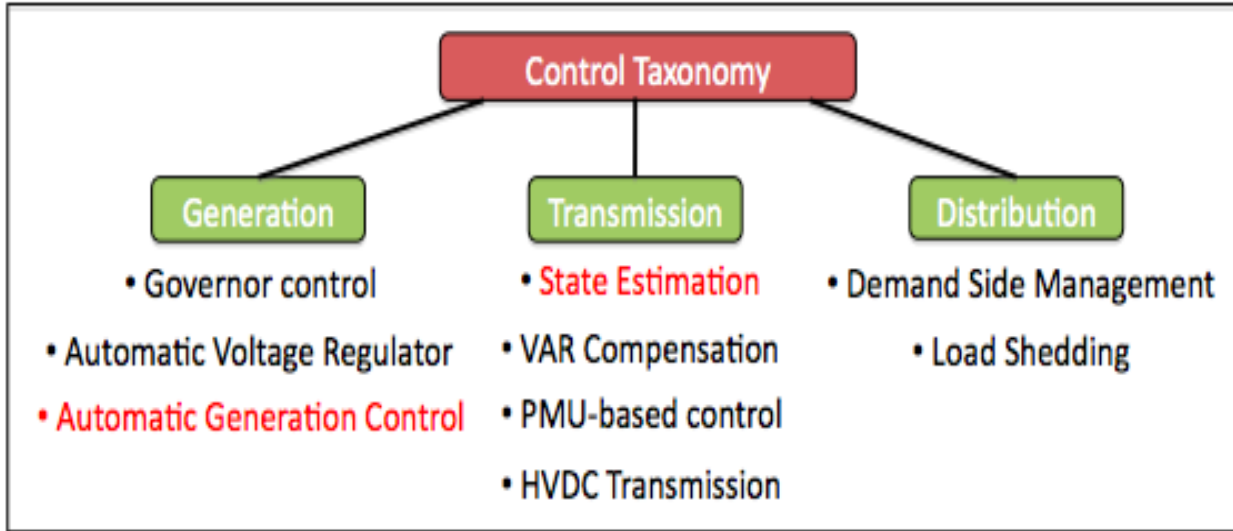 Control Taxonomy
Generation
• Governor control
• Automatic Voltage Regulator
• Automatic Generation Control
Transmission
• State Estimation
• VAR Compensation
• PMU-based control
• HVDC Transmission
Distribution
• Demand Side Management
• Load Shedding